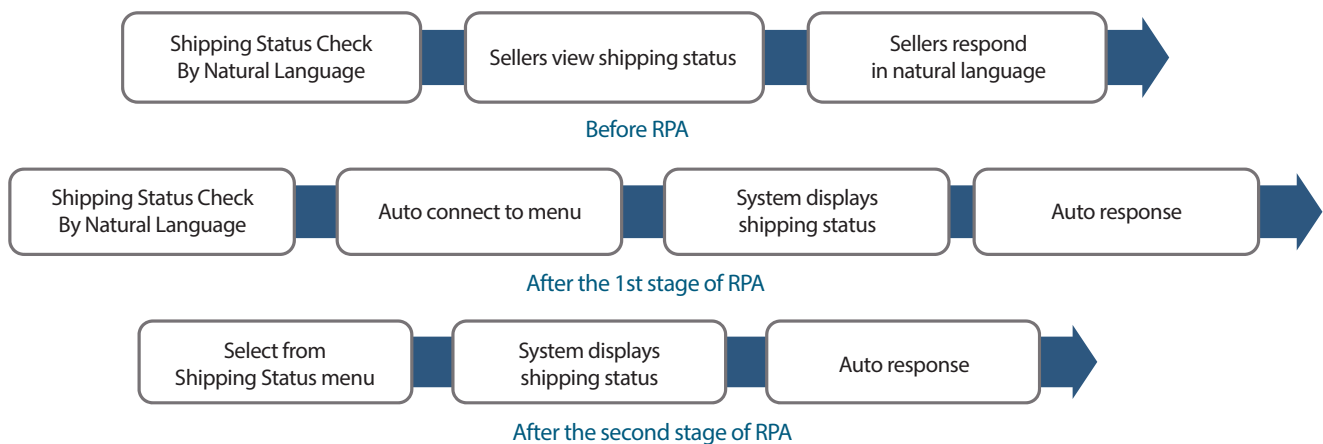 Shipping Status Check
By Natural Language
Sellers view shipping status
Sellers respond
in natural language
Before RPA
Shipping Status Check
By Natural Language
Auto connect to menu
System displays
shipping status
Auto response
After the 1st stage of RPA
Select from
Shipping Status menu
System displays
shipping status
Auto response
After the second stage of RPA